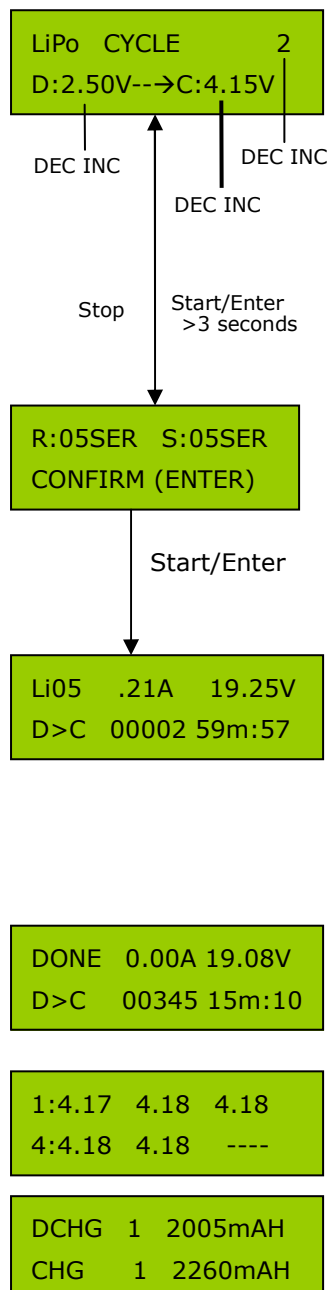 LiPo CYCLE 2
D:2.50V--→C:4.15V
DEC INC
DEC INC
DEC INC
Stop
Start/Enter
>3 seconds
R:05SER S:05SER
CONFIRM (ENTER)
Start/Enter
Li05 .21A 19.25V
D>C 00002 59m:57
DONE 0.00A 19.08V
D>C 00345 15m:10
1:4.17 4.18 4.18
4:4.18 4.18 ----
DCHG 1 2005mAH
CHG 1 2260mAH